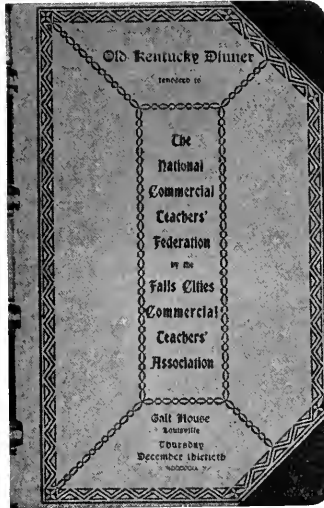 Old Kentucky Dinner
tendered to
The
National
Commercial
Teachers'
Federation
by the
Falls Cities
Commercial
Teachers'
Association
Galt House
Louisville
Thursday
December thirtieth